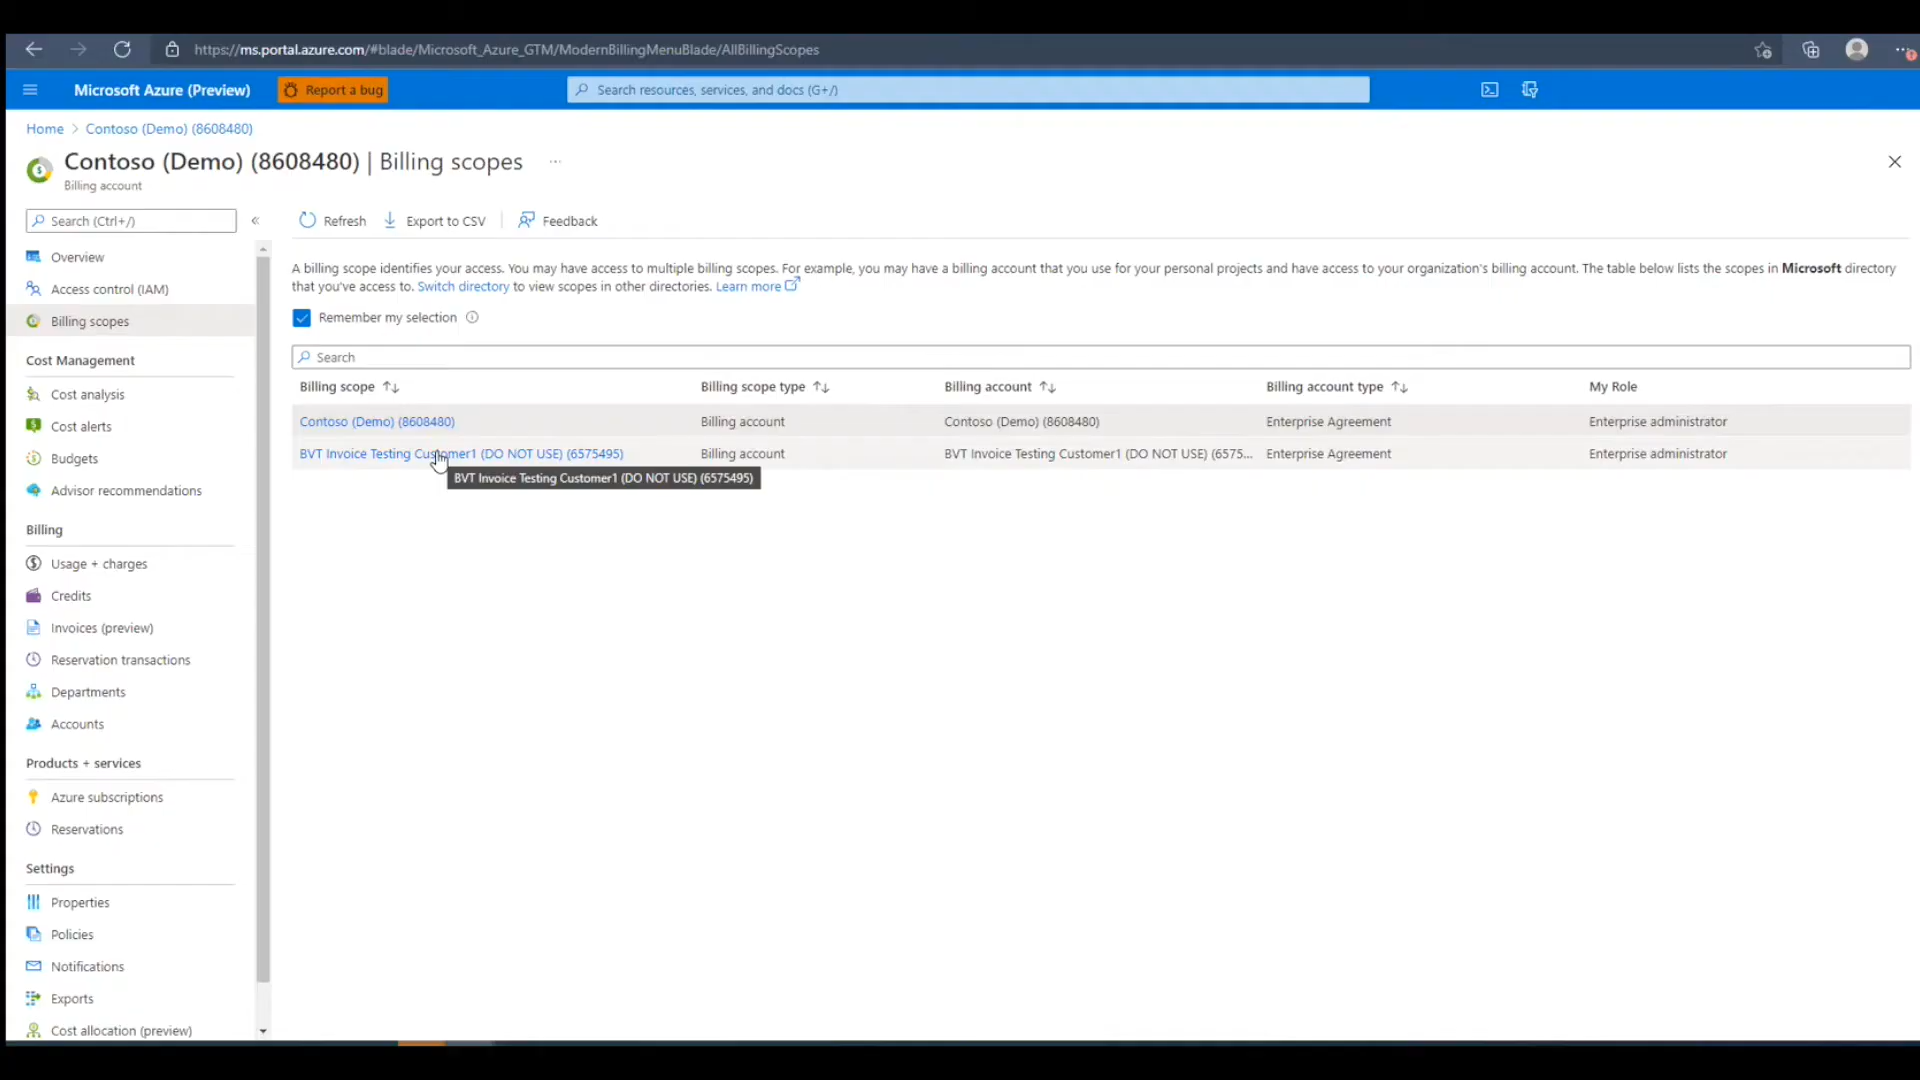 https://ms.portal.azure.com/#blade/Microsoft_Azure_GTM/ModernBillingMenuBlade/AllBillingScopes
Microsoft Azure (Preview)
Report a bug
Search resources, services, and docs (G+/)
Home > Contoso (Demo) (8608480)
Contoso (Demo) (8608480) | Billing scopes ...
Billing account
Search (Ctrl+/)
«
Refresh
Export to CSV
Feedback
A billing scope identifies your access. You may have access to multiple billing scopes. For example, you may have a billing account that you use for your personal projects and have access to your organization's billing account. The table below lists the scopes in Microsoft directory
that you've access to. Switch directory to view scopes in other directories. Learn more
Remember my selection
Search
Billing scope ↑↓ Billing scope type ↑↓ Billing account ↑↓ Billing account type ↑↓ My Role
Contoso (Demo) (8608480) Billing account Contoso (Demo) (8608480) Enterprise Agreement Enterprise administrator
BVT Invoice Testing Customer1 (DO NOT USE) (6575495) Billing account BVT Invoice Testing Customer1 (DO NOT USE) (6575... Enterprise Agreement Enterprise administrator
BVT Invoice Testing Customer1 (DO NOT USE) (6575495)
Overview
Access control (IAM)
Billing scopes
Cost Management
Cost analysis
Cost alerts
Budgets
Advisor recommendations
Billing
Usage + charges
Credits
Invoices (preview)
Reservation transactions
Departments
Accounts
Products + services
Azure subscriptions
Reservations
Settings
Properties
Policies
Notifications
Exports
Cost allocation (preview)